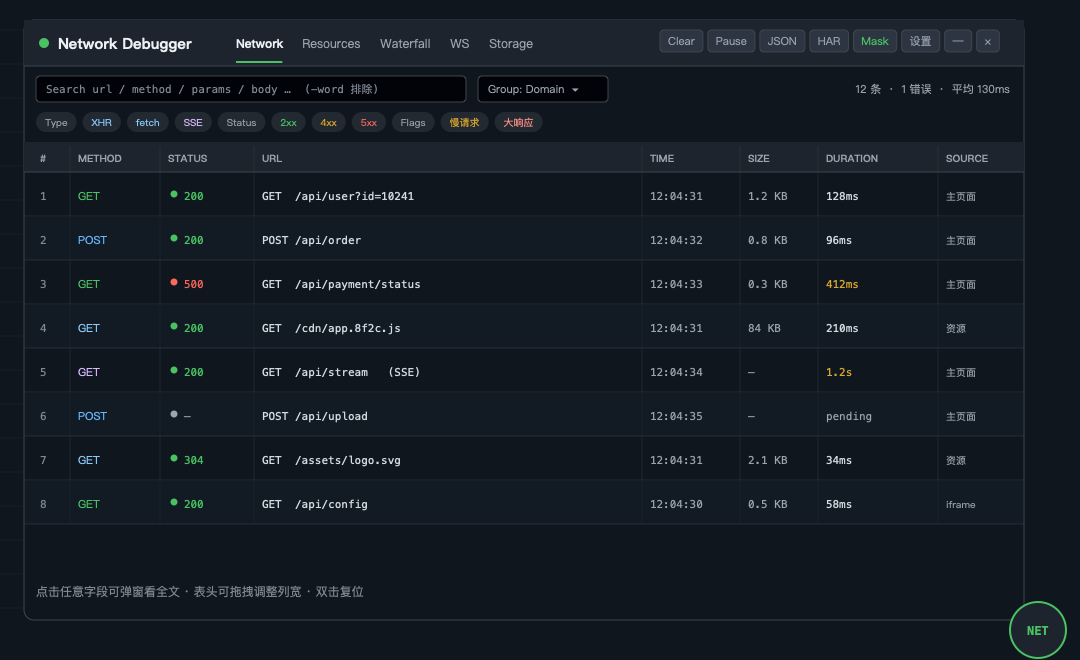 Network Debugger Network Resources Waterfall WS Storage Clear Pause JSON HAR Mask 设置 — ×
Search url / method / params / body … (—word 排除) Group: Domain 12 条 · 1 错误 · 平均 130ms
Type XHR fetch SSE Status 2xx 4xx 5xx Flags 慢请求 大响应
# METHOD STATUS URL TIME SIZE DURATION SOURCE
1 GET 200 GET /api/user?id=10241 12:04:31 1.2 KB 128ms 主页面
2 POST 200 POST /api/order 12:04:32 0.8 KB 96ms 主页面
3 GET 500 GET /api/payment/status 12:04:33 0.3 KB 412ms 主页面
4 GET 200 GET /cdn/app.8f2c.js 12:04:31 84 KB 210ms 资源
5 GET 200 GET /api/stream (SSE) 12:04:34 — 1.2s 主页面
6 POST — POST /api/upload 12:04:35 — pending 主页面
7 GET 304 GET /assets/logo.svg 12:04:31 2.1 KB 34ms 资源
8 GET 200 GET /api/config 12:04:30 0.5 KB 58ms iframe
点击任意字段可弹窗看全文 · 表头可拖拽调整列宽 · 双击复位
NET